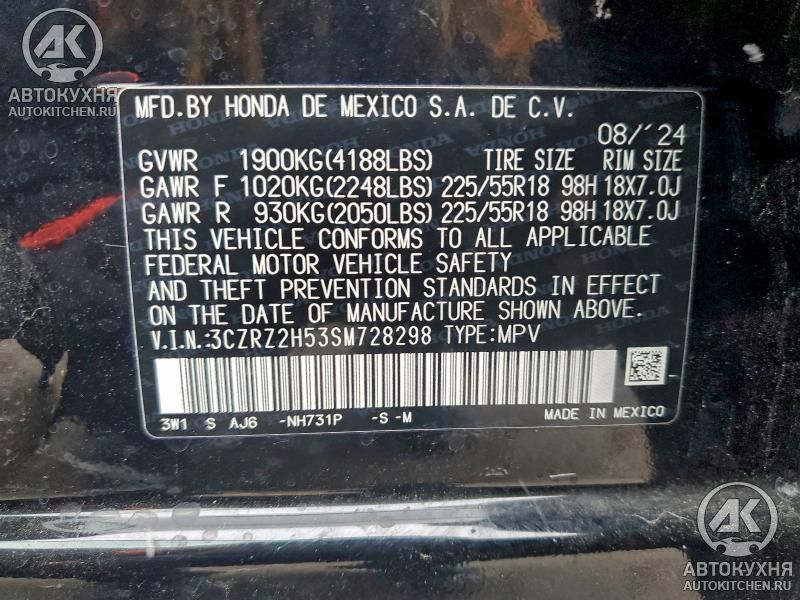 AK
АВТОКУХНЯ
AUTOKITCHEN.RU
MFD.BY HONDA DE MEXICO S.A. DE C.V.
08/'24
GVWR 1900KG(4188LBS) TIRE SIZE RIM SIZE
GAWR F 1020KG(2248LBS) 225/55R18 98H 18X7.0J
GAWR R 930KG(2050LBS) 225/55R18 98H 18X7.0J
THIS VEHICLE CONFORMS TO ALL APPLICABLE
FEDERAL MOTOR VEHICLE SAFETY
AND THEFT PREVENTION STANDARDS IN EFFECT
ON THE DATE OF MANUFACTURE SHOWN ABOVE.
V.I.N.:3CZRZ2H53SM728298 TYPE:MPV
3W1 S AJ6 -NH731P -S -M MADE IN MEXICO
AK
АВТОКУХНЯ
AUTOKITCHEN.RU